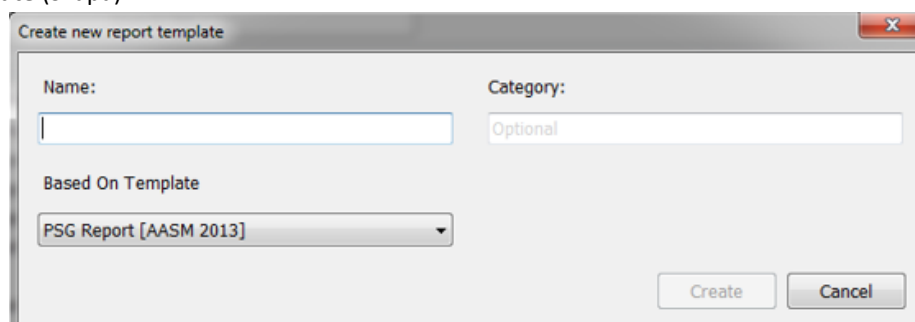 Create new report template
Name:
Category:
Optional
Based On Template
PSG Report [AASM 2013]
Create
Cancel